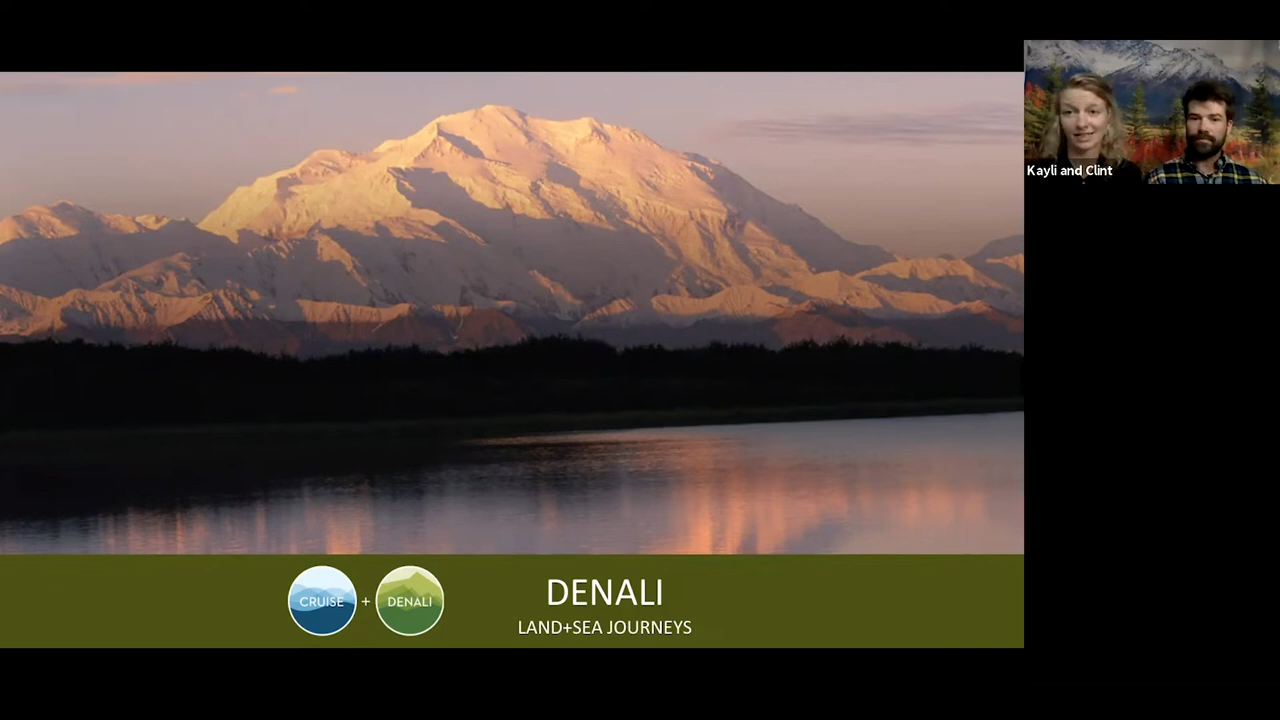 Kayli and Clint
CRUISE + DENALI
DENALI
LAND+SEA JOURNEYS